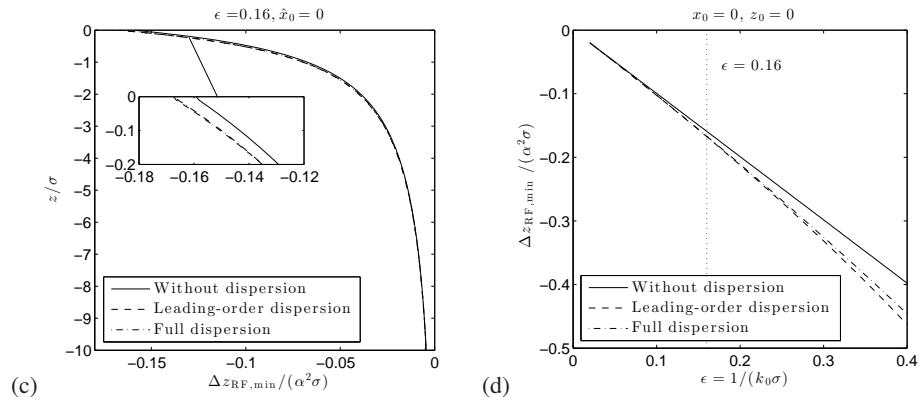 ϵ =0.16, x̂₀ = 0
0
−1
−2
−3
−4
−5
−6
−7
−8
−9
−10
z/σ
0
−0.1
−0.2
−0.18 −0.16 −0.14 −0.12
Without dispersion
Leading-order dispersion
Full dispersion
−0.15 −0.1 −0.05 0
Δz_RF,min/(α²σ)
(c)
x₀ = 0, z₀ = 0
0
−0.1
−0.2
−0.3
−0.4
−0.5
Δz_RF,min/(α²σ)
ϵ = 0.16
Without dispersion
Leading-order dispersion
Full dispersion
0 0.1 0.2 0.3 0.4
ϵ = 1/(k₀σ)
(d)